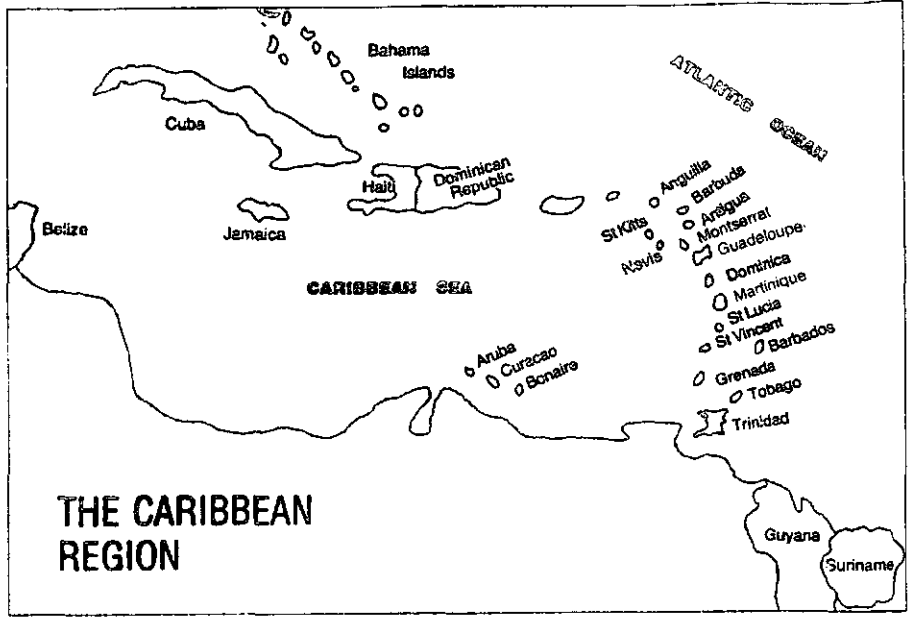 Bahama
Islands
ATLANTIC OCEAN
Cuba
Haiti
Dominican
Republic
Anguilla
Barbuda
St Kitts
Antigua
Belize
Jamaica
Montserrat
Nevis
Guadeloupe.
CARIBBEAN SEA
Dominica
Martinique
St Lucia
St Vincent
Barbados
Aruba
Curacao
Bonaire
Grenada
Tobago
Trinidad
THE CARIBBEAN
REGION
Guyana
Suriname